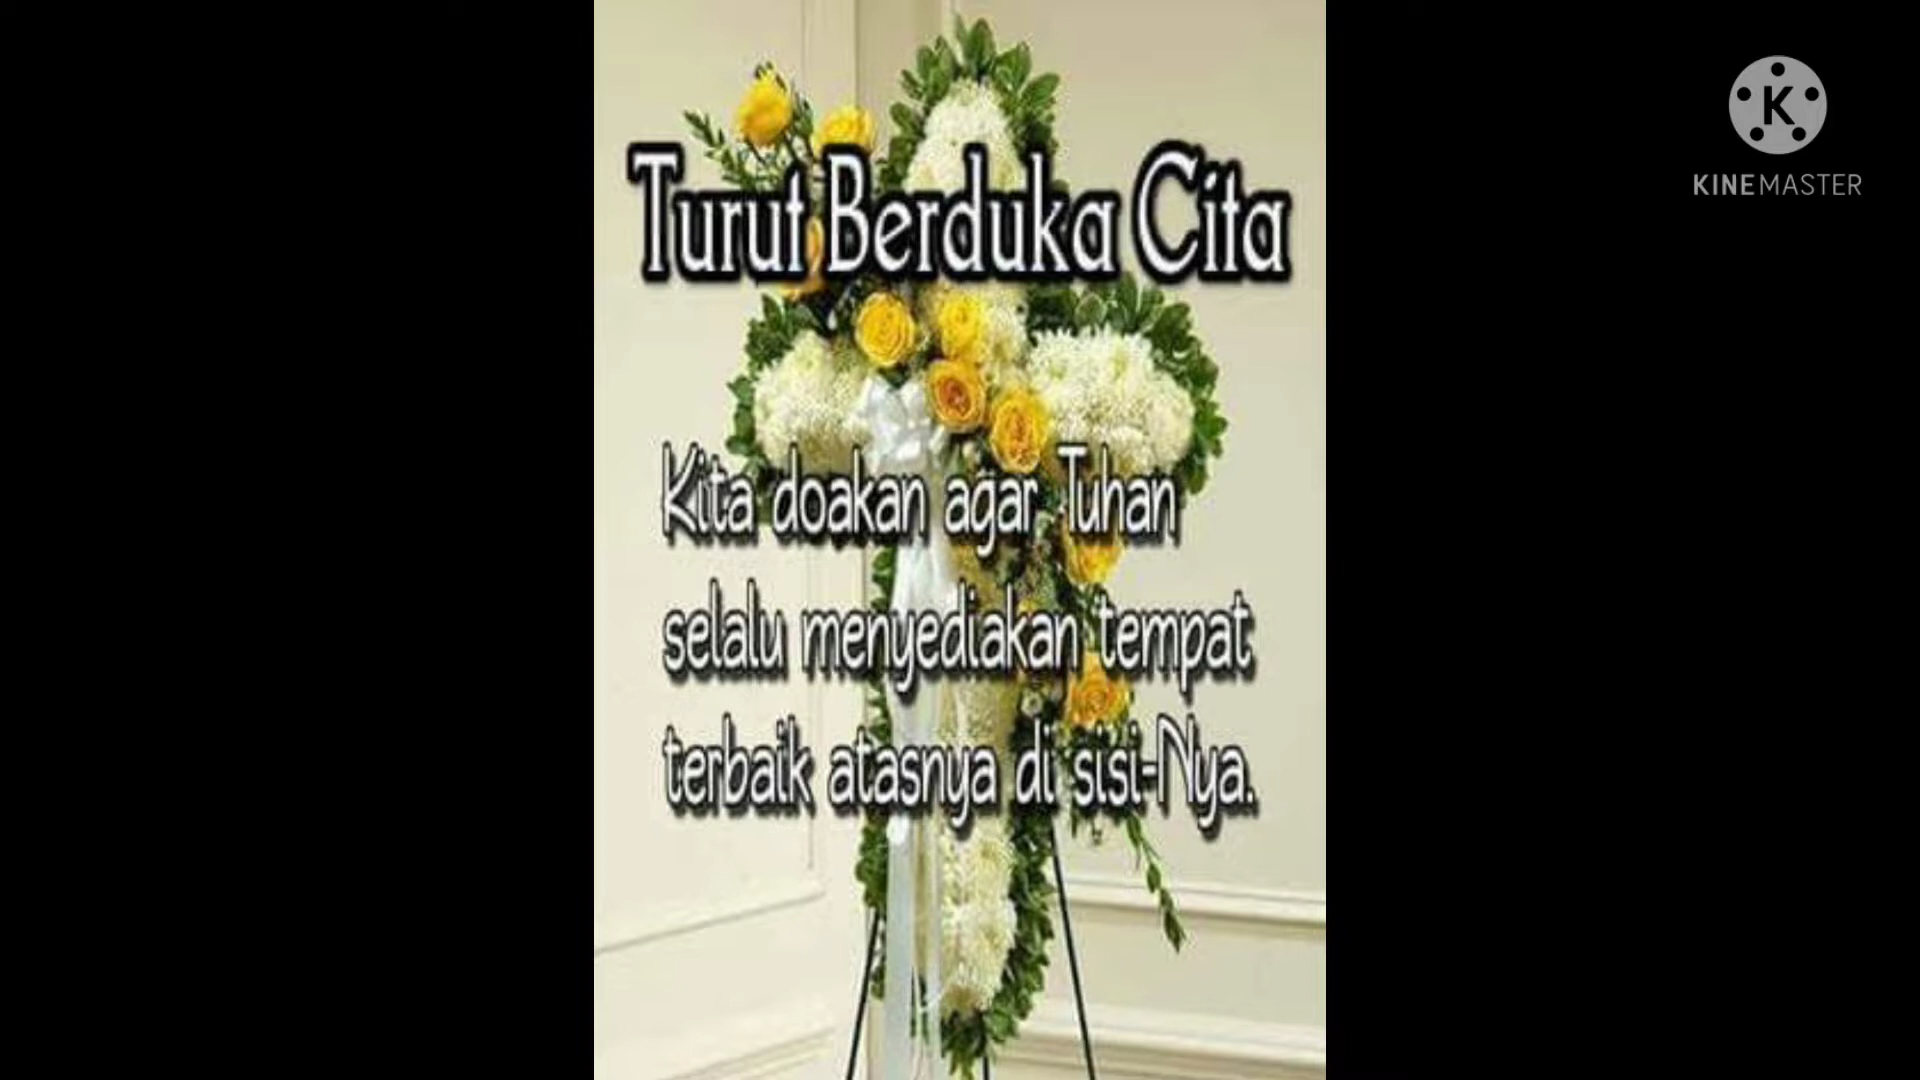 Turut Berduka Cita
Kita doakan agar Tuhan
selalu menyediakan tempat
terbaik atasnya di sisi-Nya.
K
KINEMASTER